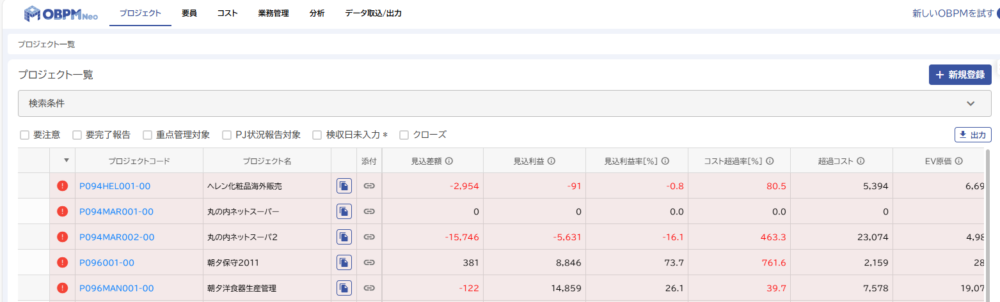 OBPM Neo プロジェクト 要員 コスト 業務管理 分析 データ取込/出力 新しいOBPMを試す
プロジェクト一覧
プロジェクト一覧 + 新規登録
検索条件
要注意 要完了報告 重点管理対象 PJ状況報告対象 検収日未入力 * クローズ 出力
プロジェクトコード プロジェクト名 添付 見込差額 見込利益 見込利益率[%] コスト超過率[%] 超過コスト EV原価
P094HEL001-00 ヘレン化粧品海外販売 -2,954 -91 -0.8 80.5 5,394 6,69
P094MAR001-00 丸の内ネットスーパー 0 0 0.0 0.0 0
P094MAR002-00 丸の内ネットスーパ2 -15,746 -5,631 -16.1 463.3 23,074 4,98
P096001-00 朝夕保守2011 381 8,846 73.7 761.6 2,159 28
P096MAN001-00 朝夕洋食器生産管理 -122 14,859 26.1 39.7 7,578 19,07